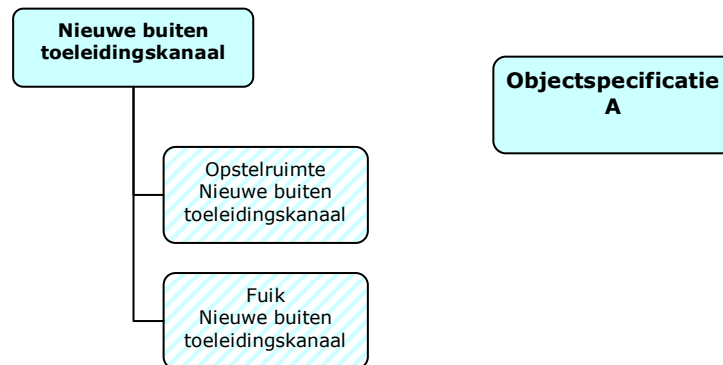 Nieuwe buiten
toeleidingskanaal
Objectspecificatie
A
Opstelruimte
Nieuwe buiten
toeleidingskanaal
Fuik
Nieuwe buiten
toeleidingskanaal